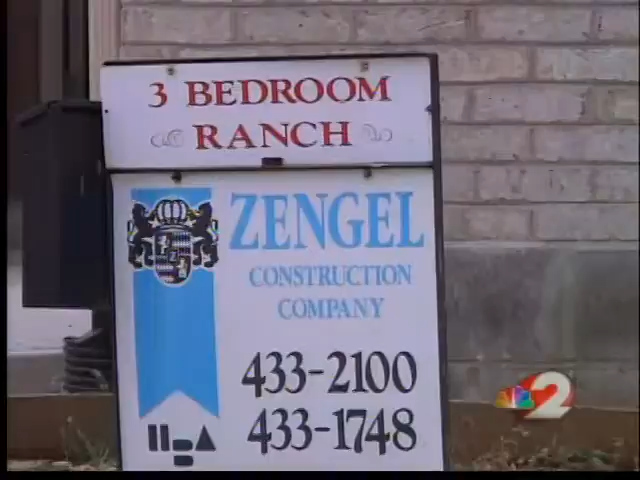 3 BEDROOM
RANCH
ZENGEL
CONSTRUCTION
COMPANY
433-2100
433-1748
2